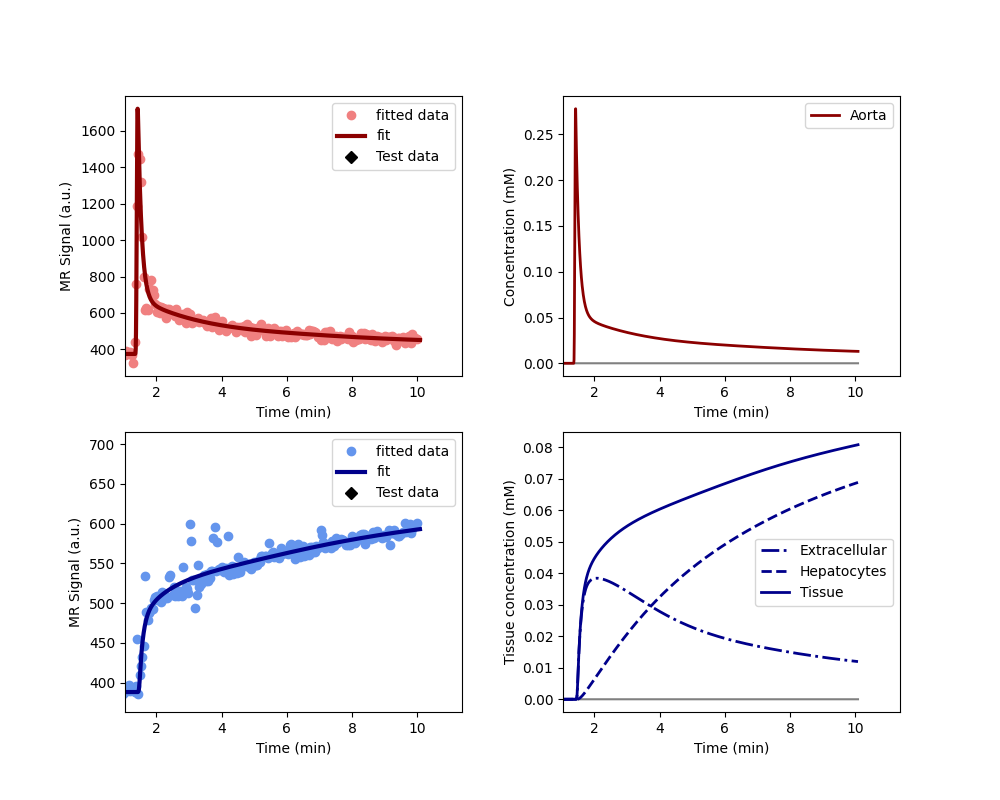 1600
1400
1200
1000
800
600
400
MR Signal (a.u.)
2 4 6 8 10
Time (min)
fitted data
fit
Test data
0.25
0.20
0.15
0.10
0.05
0.00
Concentration (mM)
2 4 6 8 10
Time (min)
Aorta
700
650
600
550
500
450
400
MR Signal (a.u.)
2 4 6 8 10
Time (min)
fitted data
fit
Test data
0.08
0.07
0.06
0.05
0.04
0.03
0.02
0.01
0.00
Tissue concentration (mM)
2 4 6 8 10
Time (min)
Extracellular
Hepatocytes
Tissue